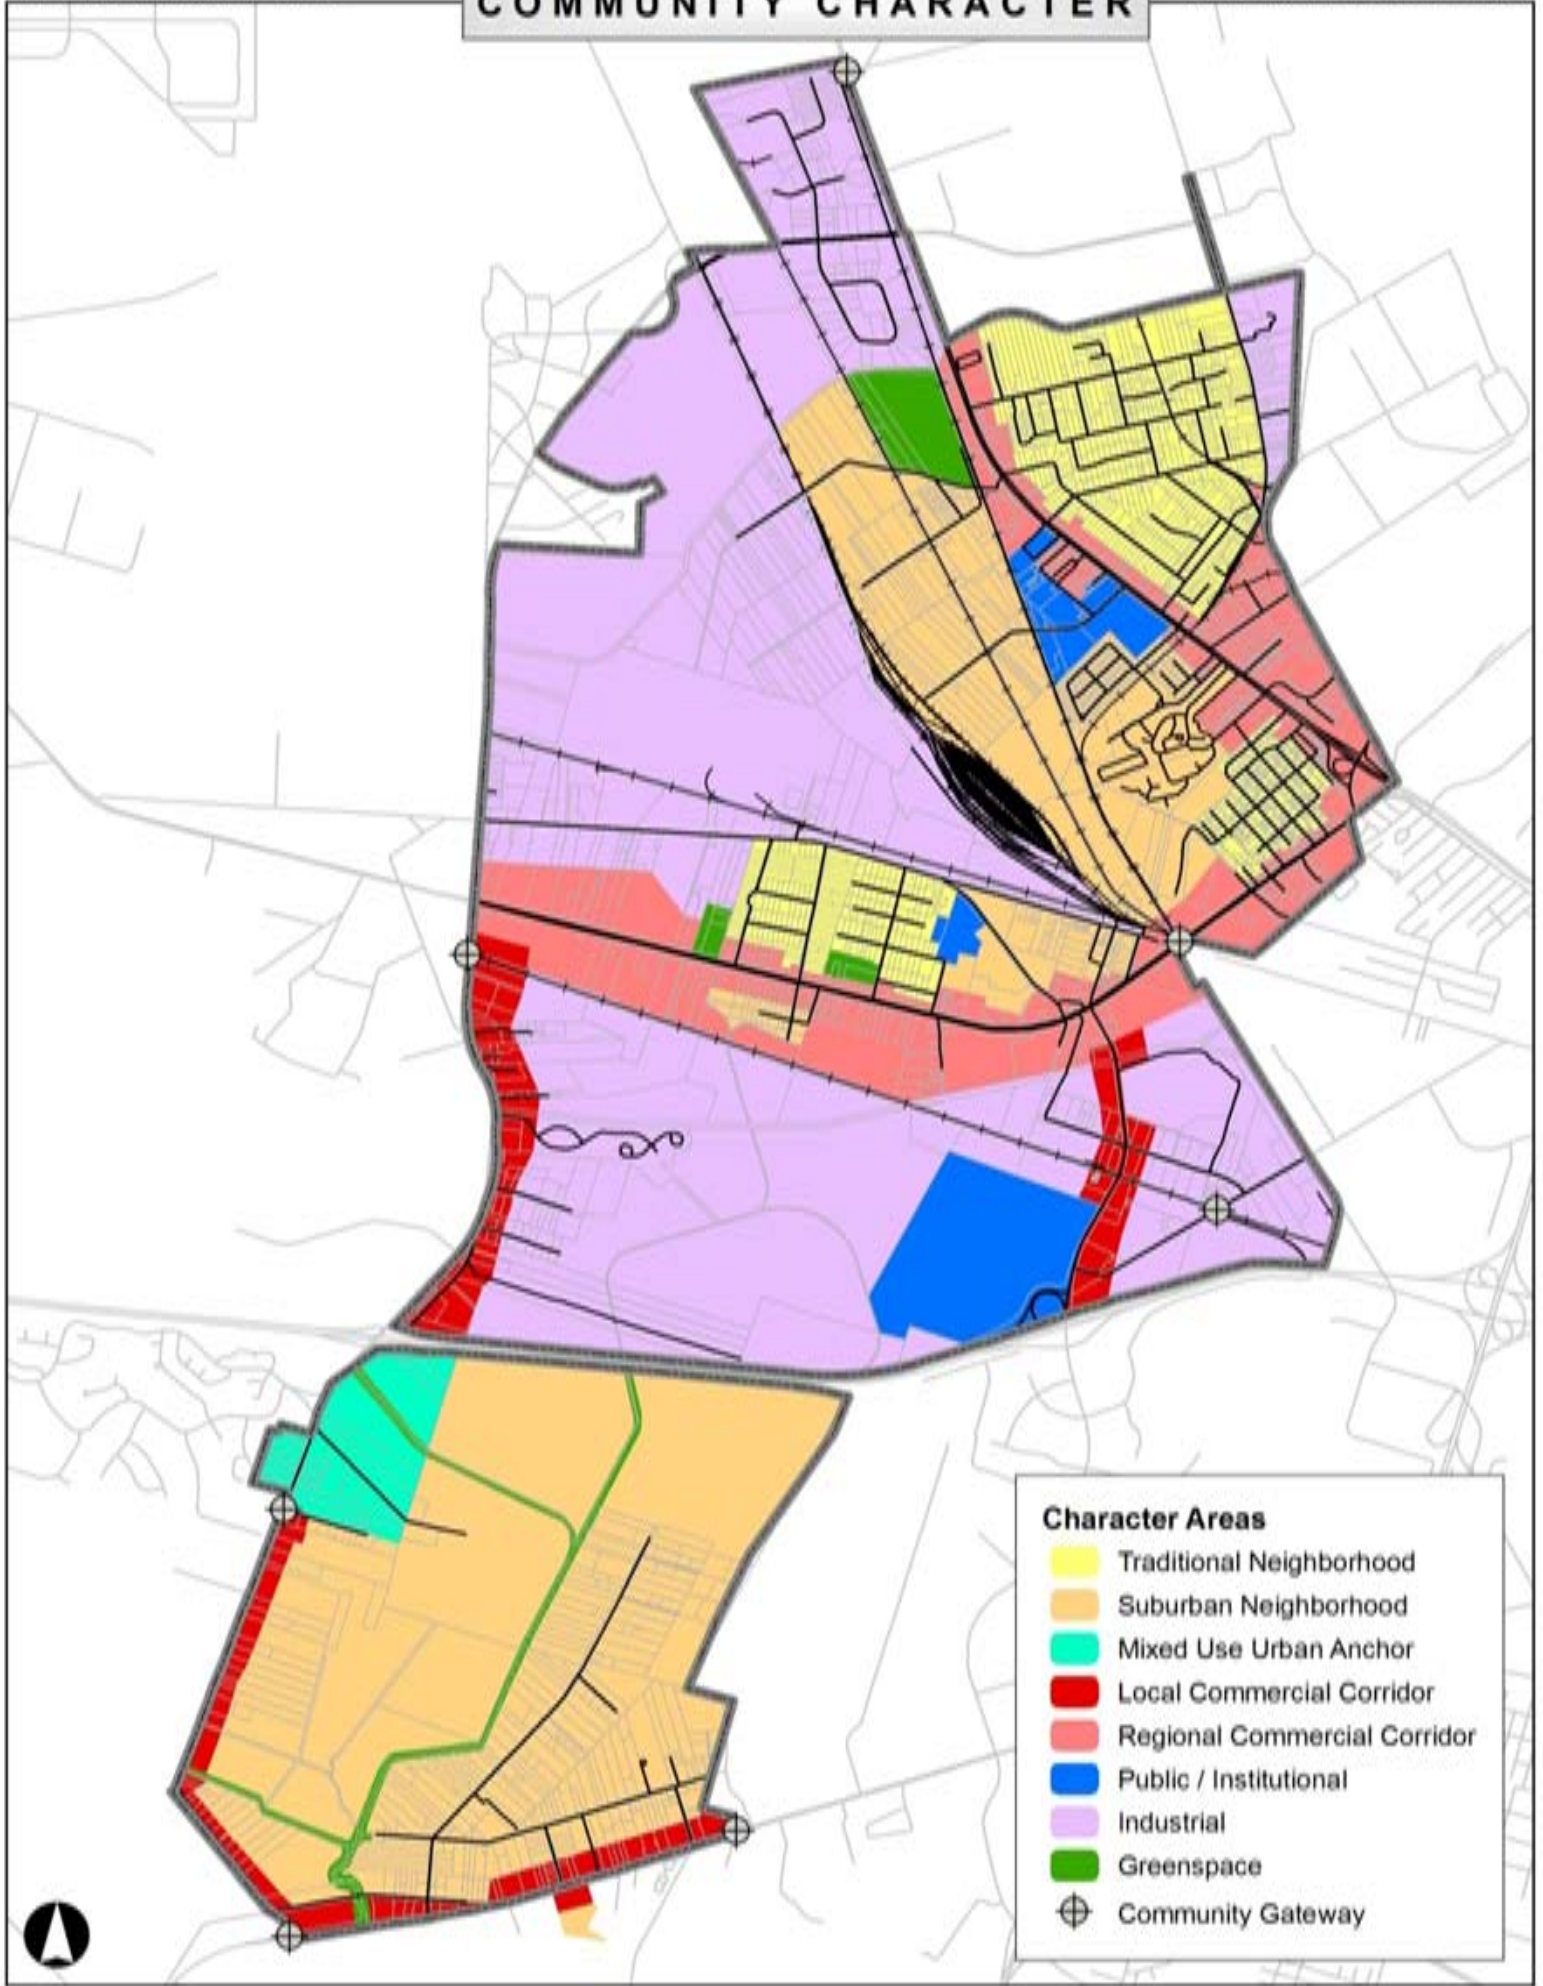 COMMUNITY CHARACTER
Character Areas
Traditional Neighborhood
Suburban Neighborhood
Mixed Use Urban Anchor
Local Commercial Corridor
Regional Commercial Corridor
Public / Institutional
Industrial
Greenspace
Community Gateway